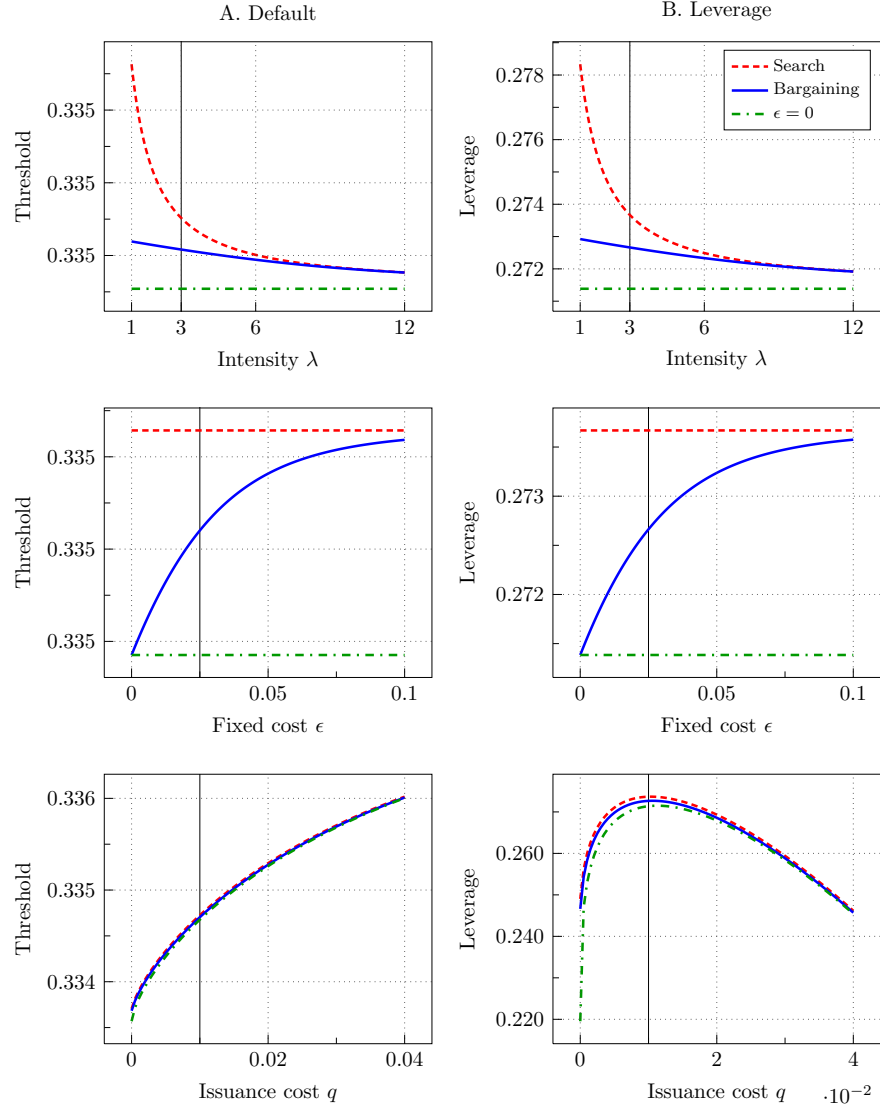 A. Default
B. Leverage
0.335
0.335
0.335
Threshold
1
3
6
12
Intensity λ
0.278
0.276
0.274
0.272
Leverage
1
3
6
12
Intensity λ
Search
Bargaining
ϵ = 0
0.335
0.335
0.335
Threshold
0
0.05
0.1
Fixed cost ϵ
0.273
0.272
Leverage
0
0.05
0.1
Fixed cost ϵ
0.336
0.335
0.334
Threshold
0
0.02
0.04
Issuance cost q
0.260
0.240
0.220
Leverage
0
2
4
Issuance cost q
·10⁻²